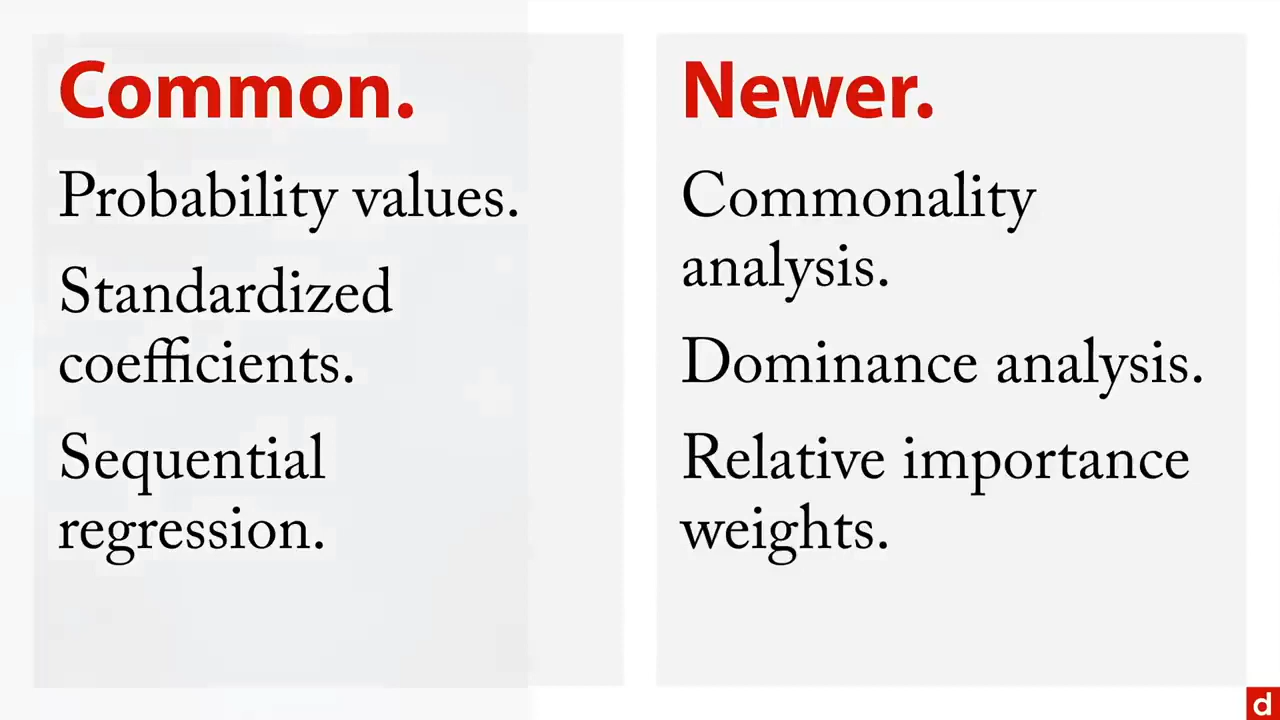 Common.
Probability values.
Standardized
coefficients.
Sequential
regression.
Newer.
Commonality
analysis.
Dominance analysis.
Relative importance
weights.
d